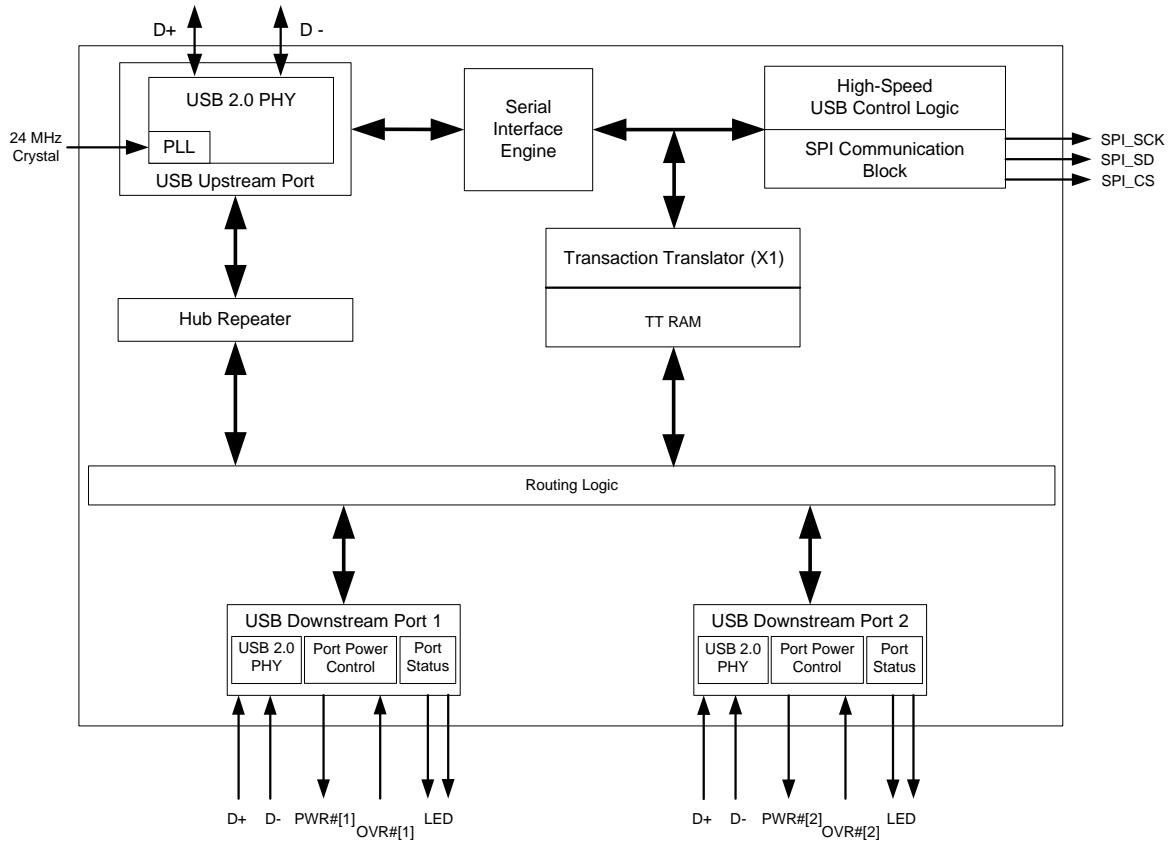 D+
D -
USB 2.0 PHY
PLL
USB Upstream Port
24 MHz
Crystal
Serial
Interface
Engine
High-Speed
USB Control Logic
SPI Communication
Block
SPI_SCK
SPI_SD
SPI_CS
Transaction Translator (X1)
TT RAM
Hub Repeater
Routing Logic
USB Downstream Port 1
USB 2.0
PHY
Port Power
Control
Port
Status
USB Downstream Port 2
USB 2.0
PHY
Port Power
Control
Port
Status
D+
D-
PWR#[1]
OVR#[1]
LED
D+
D-
PWR#[2]
OVR#[2]
LED